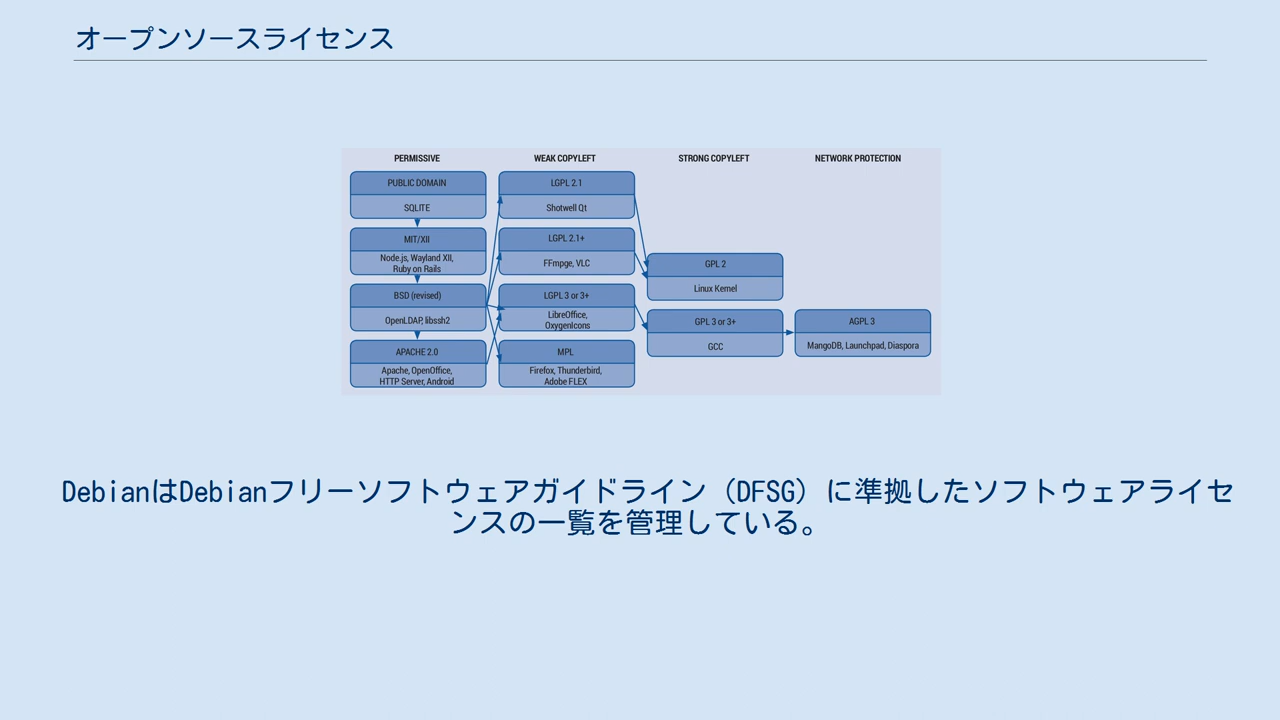 オープンソースライセンス
PERMISSIVE
WEAK COPYLEFT
STRONG COPYLEFT
NETWORK PROTECTION
PUBLIC DOMAIN
SQLITE
MIT/XII
Node.js, Wayland XII,
Ruby on Rails
BSD (revised)
OpenLDAP, libssh2
APACHE 2.0
Apache, OpenOffice,
HTTP Server, Android
LGPL 2.1
Shotwell Qt
LGPL 2.1+
FFmpge, VLC
LGPL 3 or 3+
LibreOffice,
OxygenIcons
MPL
Firefox, Thunderbird,
Adobe FLEX
GPL 2
Linux Kernel
GPL 3 or 3+
GCC
AGPL 3
MangoDB, Launchpad, Diaspora
DebianはDebianフリーソフトウェアガイドライン（DFSG）に準拠したソフトウェアライセ
ンスの一覧を管理している。